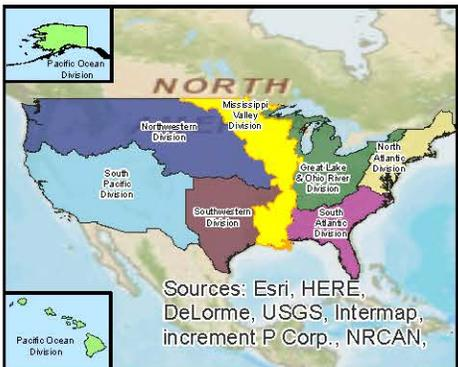 Pacific Ocean
Division
NORTH
Mississippi
Valley
Division
Northwestern
Division
North
Atlantic
Division
Great Lake
& Ohio River
Division
South
Pacific
Division
Southwestern
Division
South
Atlantic
Division
Sources: Esri, HERE,
DeLorme, USGS, Intermap,
increment P Corp., NRCAN,
Pacific Ocean
Division